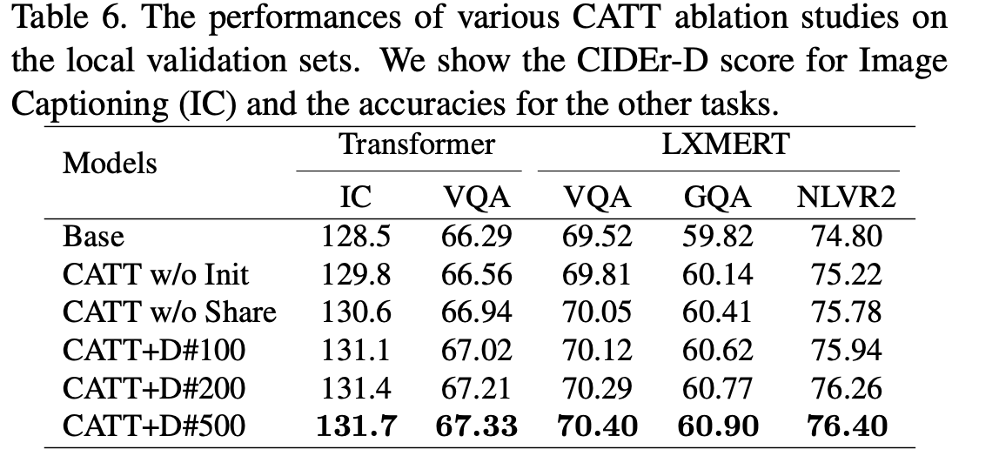 Table 6. The performances of various CATT ablation studies on
the local validation sets. We show the CIDEr-D score for Image
Captioning (IC) and the accuracies for the other tasks.
Models Transformer LXMERT
IC VQA VQA GQA NLVR2
Base 128.5 66.29 69.52 59.82 74.80
CATT w/o Init 129.8 66.56 69.81 60.14 75.22
CATT w/o Share 130.6 66.94 70.05 60.41 75.78
CATT+D#100 131.1 67.02 70.12 60.62 75.94
CATT+D#200 131.4 67.21 70.29 60.77 76.26
CATT+D#500 131.7 67.33 70.40 60.90 76.40